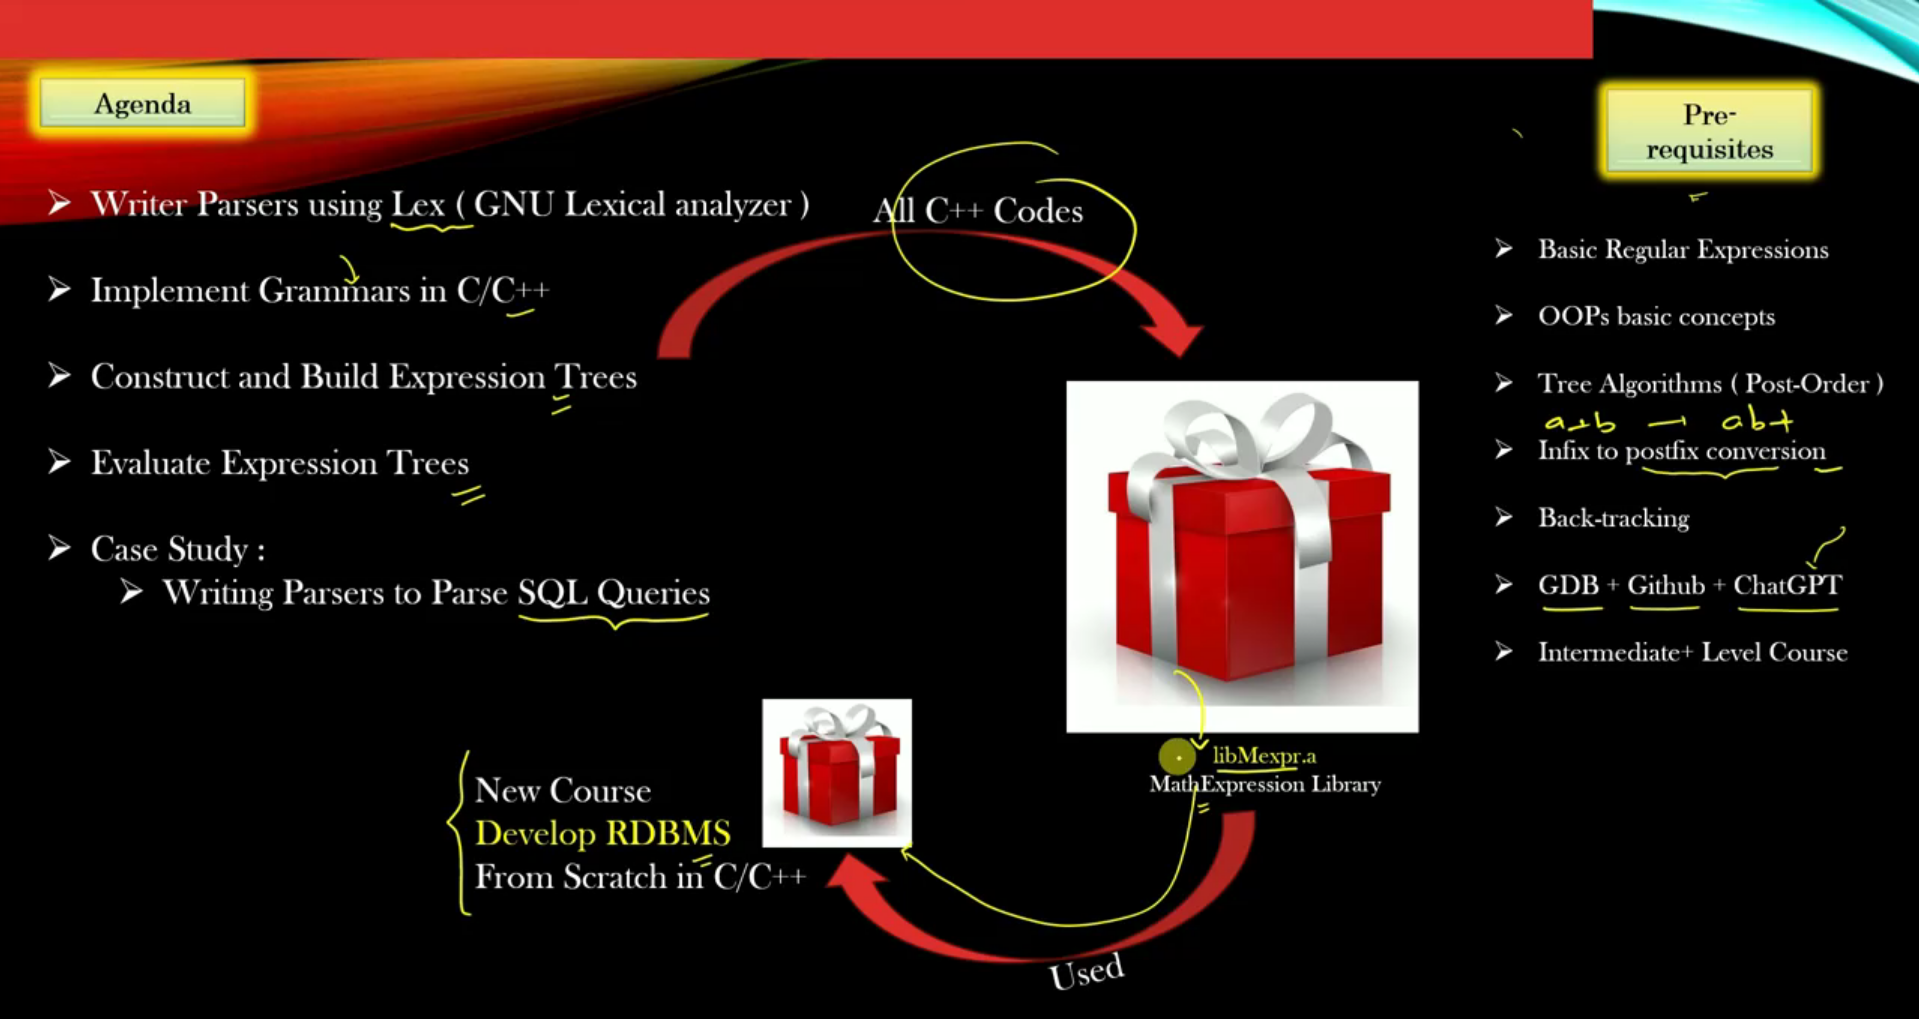 Agenda
Writer Parsers using Lex ( GNU Lexical analyzer )
Implement Grammars in C/C++
Construct and Build Expression Trees
Evaluate Expression Trees
Case Study :
Writing Parsers to Parse SQL Queries
All C++ Codes
libMexpr.a
MathExpression Library
New Course
Develop RDBMS
From Scratch in C/C++
Used
Pre-
requisites
Basic Regular Expressions
OOPs basic concepts
Tree Algorithms ( Post-Order )
a+b → ab+
Infix to postfix conversion
Back-tracking
GDB + Github + ChatGPT
Intermediate+ Level Course